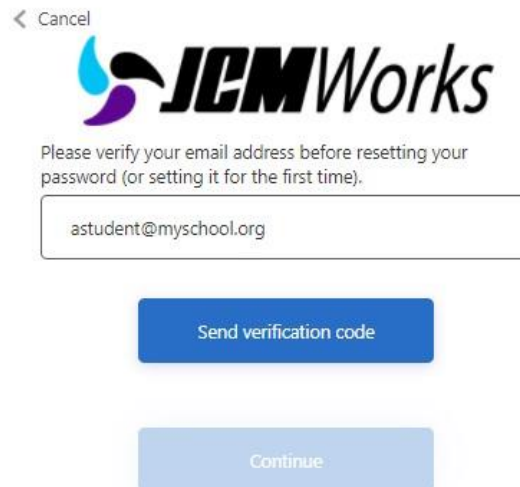 Cancel
JCMWorks
Please verify your email address before resetting your
password (or setting it for the first time).
astudent@myschool.org
Send verification code
Continue